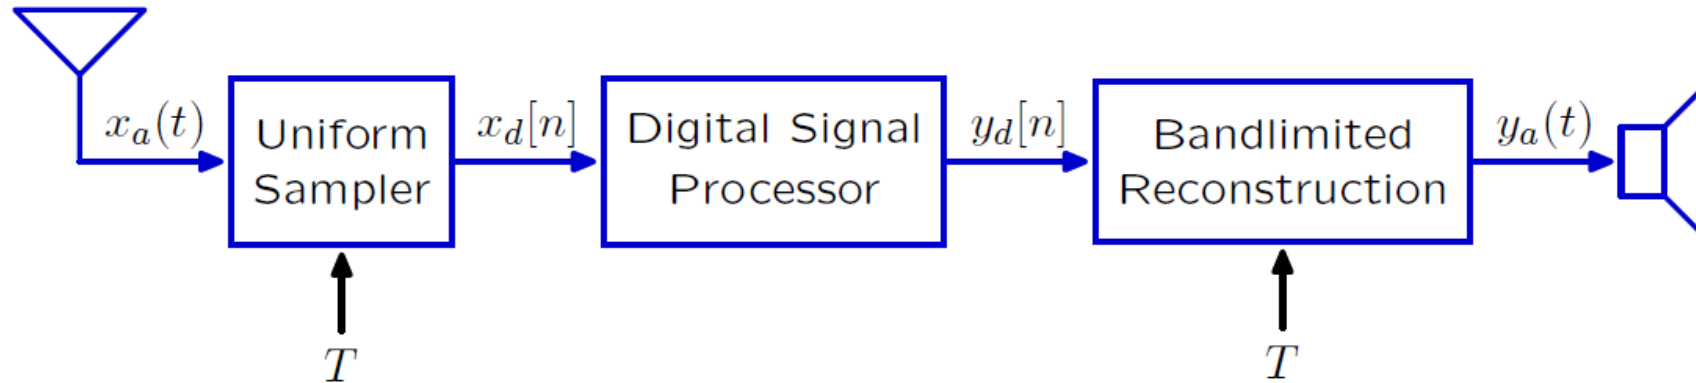 x_a(t)
Uniform
Sampler
x_d[n]
Digital Signal
Processor
y_d[n]
Bandlimited
Reconstruction
y_a(t)
T
T